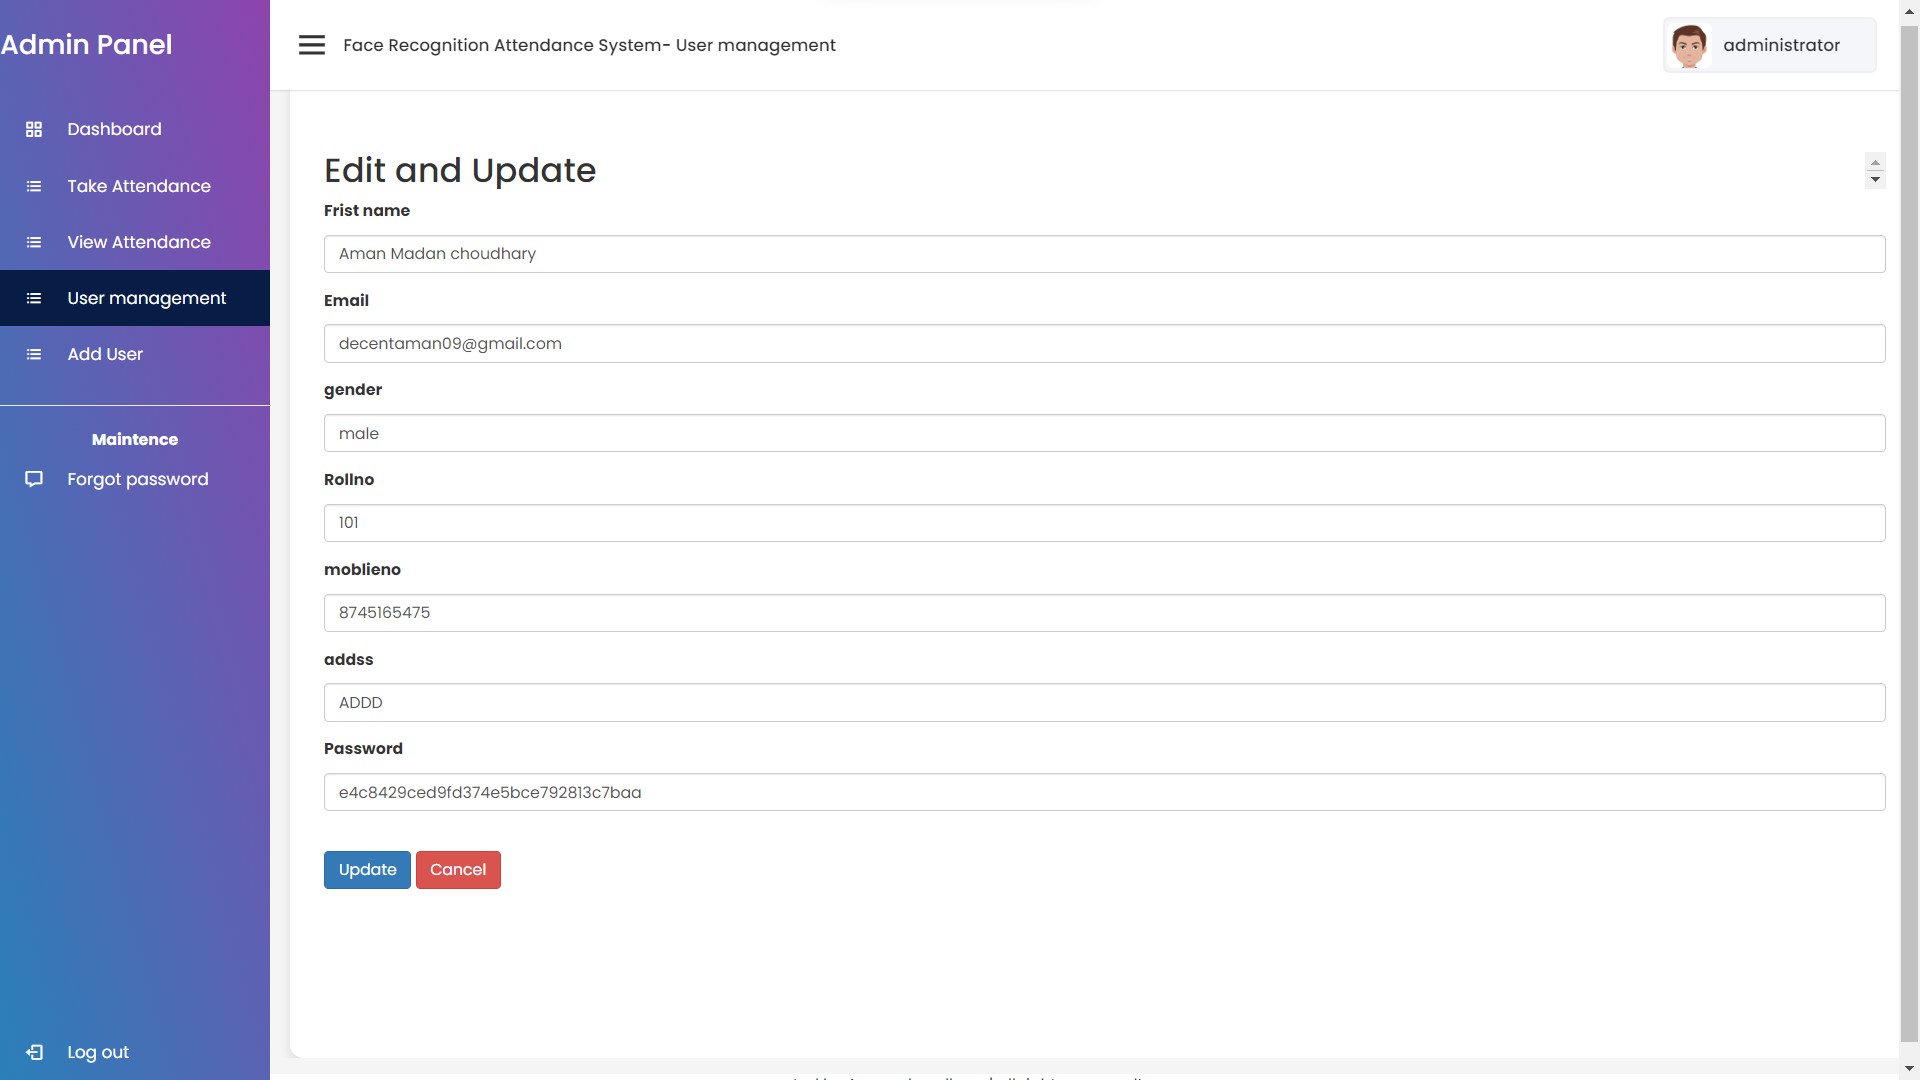 Admin Panel
Dashboard
Take Attendance
View Attendance
User management
Add User
Maintence
Forgot password
Log out
Face Recognition Attendance System- User management
administrator
Edit and Update
Frist name
Aman Madan choudhary
Email
decentaman09@gmail.com
gender
male
Rollno
101
moblieno
8745165475
addss
ADDD
Password
e4c8429ced9fd374e5bce792813c7baa
Update Cancel